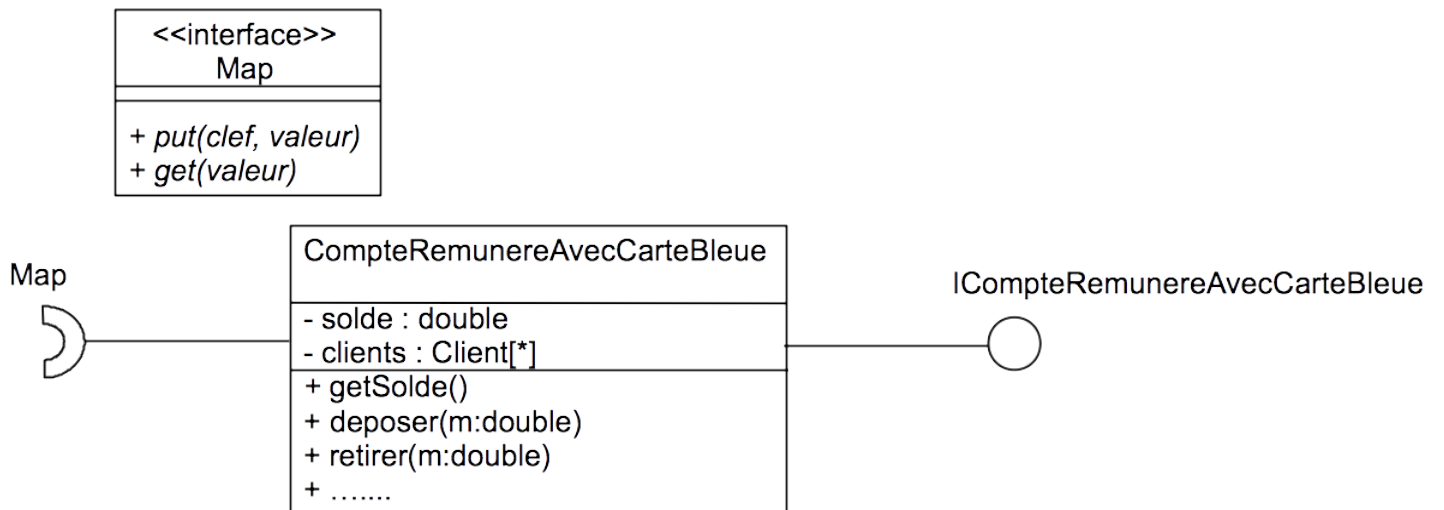 <<interface>>
Map
+ put(clef, valeur)
+ get(valeur)
Map
CompteRemunereAvecCarteBleue
- solde : double
- clients : Client[*]
+ getSolde()
+ deposer(m:double)
+ retirer(m:double)
+ …....
ICompteRemunereAvecCarteBleue